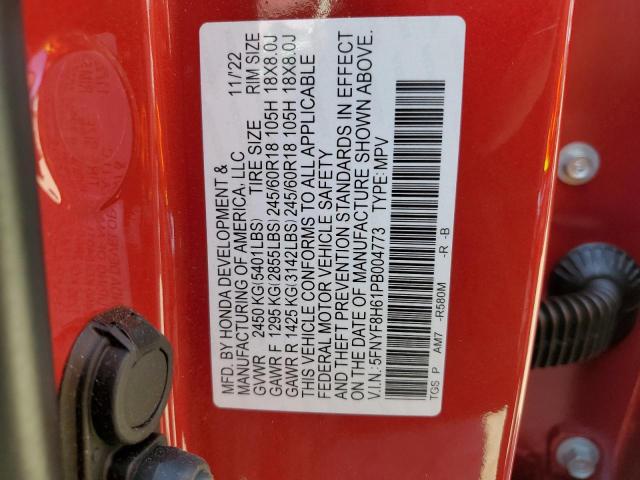 MFD. BY HONDA DEVELOPMENT & 11/'22
MANUFACTURING OF AMERICA, LLC
GVWR 2450 KG(5401LBS) TIRE SIZE RIM SIZE
GAWR F 1295 KG(2855LBS) 245/60R18 105H 18X8.0J
GAWR R 1425 KG(3142LBS) 245/60R18 105H 18X8.0J
THIS VEHICLE CONFORMS TO ALL APPLICABLE
FEDERAL MOTOR VEHICLE SAFETY
AND THEFT PREVENTION STANDARDS IN EFFECT
ON THE DATE OF MANUFACTURE SHOWN ABOVE.
V.I.N.:5FNYF8H61PB004773 TYPE: MPV
TGS P AM7 -R580M -R -B